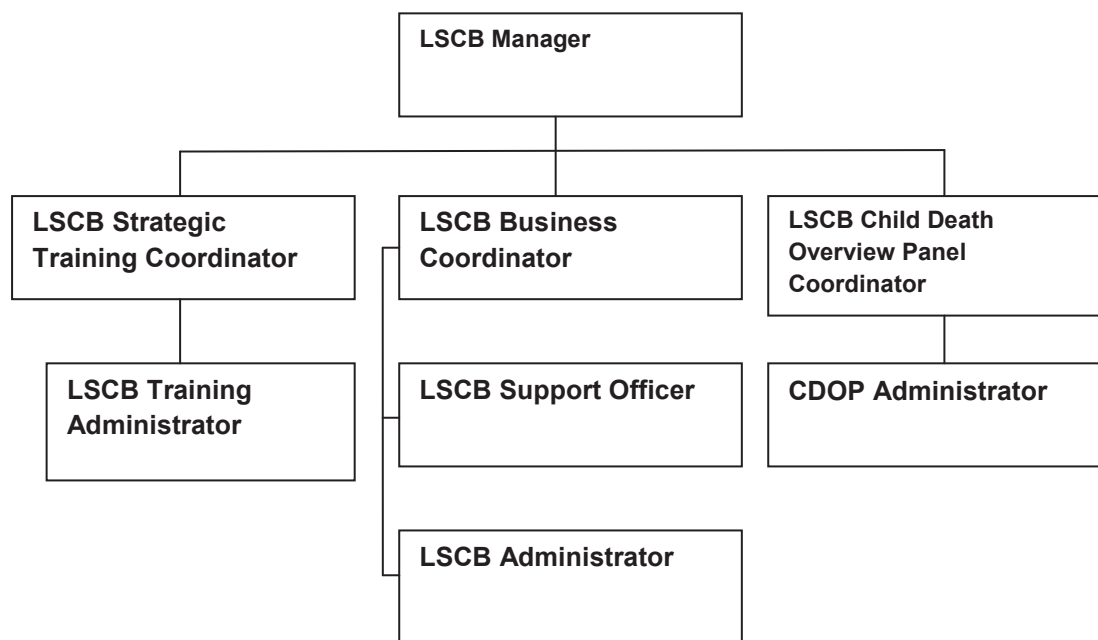 LSCB Manager
LSCB Strategic
Training Coordinator
LSCB Business
Coordinator
LSCB Child Death
Overview Panel
Coordinator
LSCB Training
Administrator
LSCB Support Officer
CDOP Administrator
LSCB Administrator